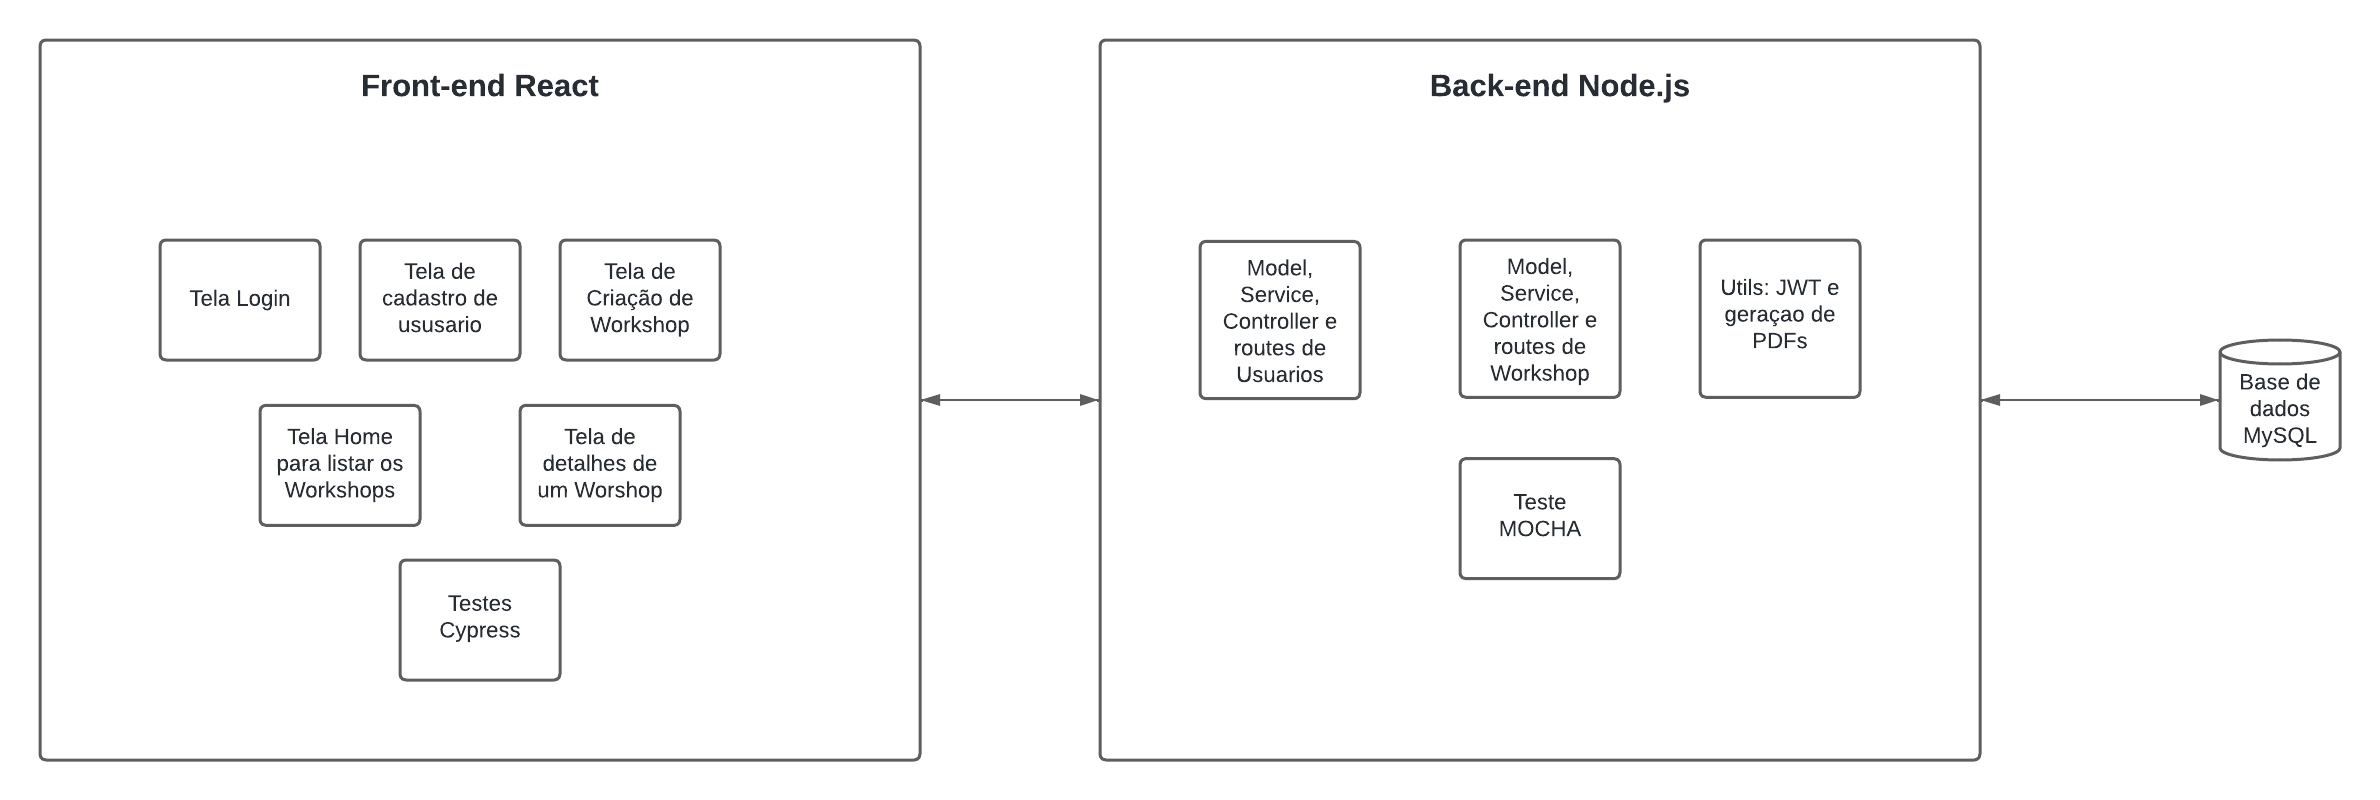 Front-end React
Tela Login
Tela de
cadastro de
ususario
Tela de
Criação de
Workshop
Tela Home
para listar os
Workshops
Tela de
detalhes de
um Worshop
Testes
Cypress
Back-end Node.js
Model,
Service,
Controller e
routes de
Usuarios
Model,
Service,
Controller e
routes de
Workshop
Utils: JWT e
geraçao de
PDFs
Teste
MOCHA
Base de
dados
MySQL